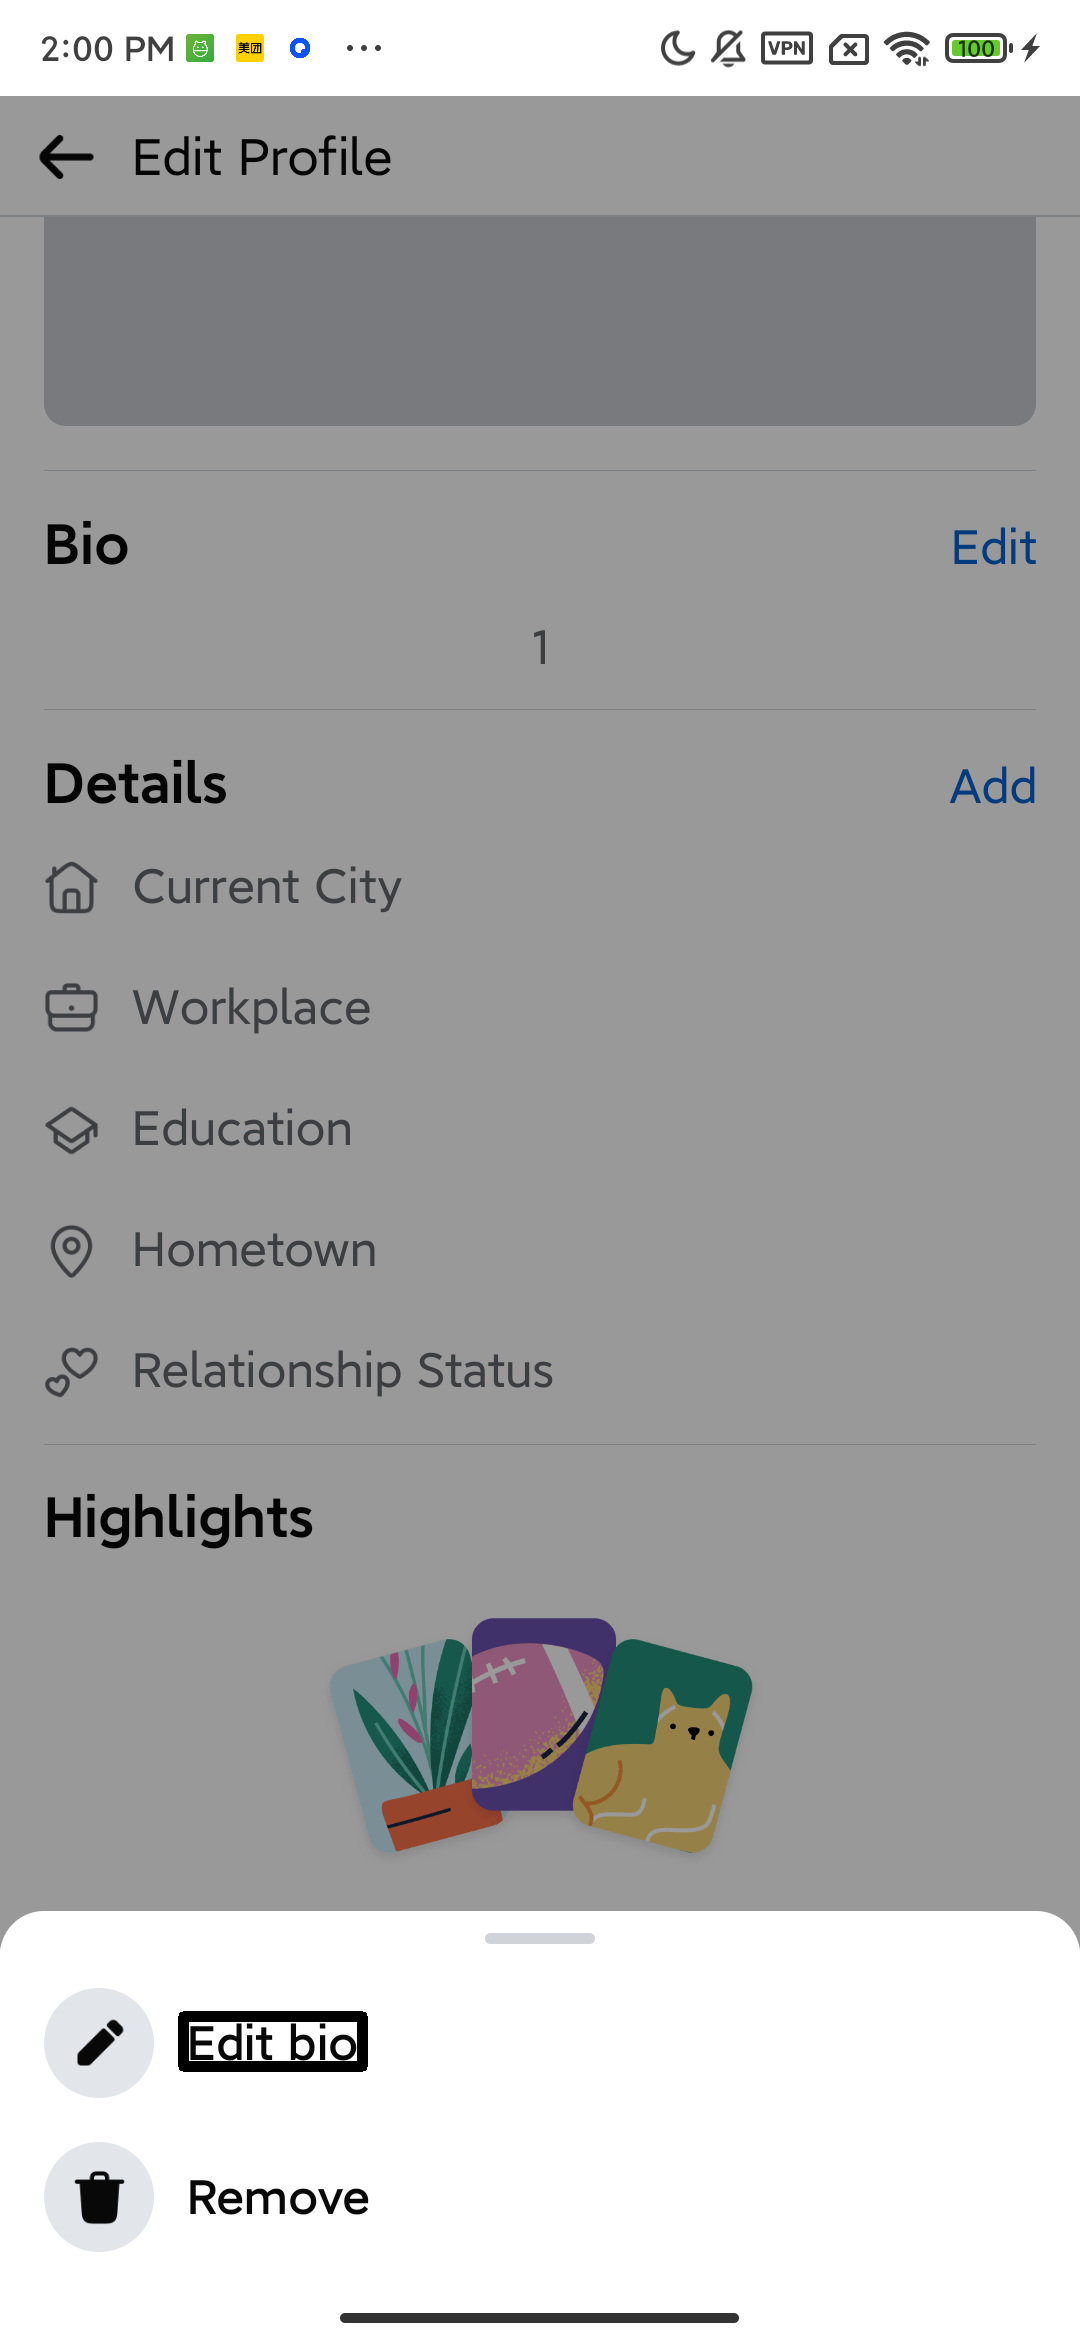 2:00 PM 美团 VPN 100
Edit Profile
Bio Edit
1
Details Add
Current City
Workplace
Education
Hometown
Relationship Status
Highlights
Edit bio
Remove